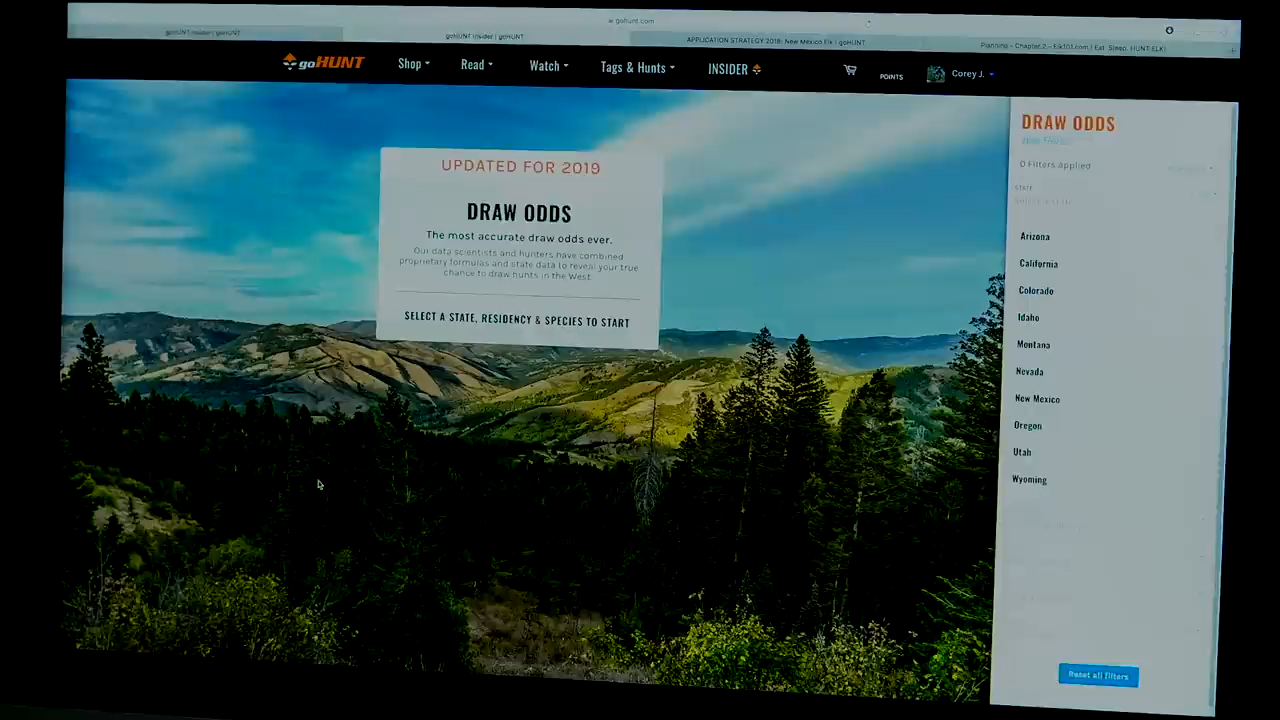 gohunt.com
goHUNT Insider | goHUNT
goHUNT Insider | goHUNT
APPLICATION STRATEGY 2018: New Mexico Elk | goHUNT
Planning – Chapter 2 – Elk101.com | Eat. Sleep. HUNT ELK!
goHUNT
Shop
Read
Watch
Tags & Hunts
INSIDER
POINTS
Corey J.
UPDATED FOR 2019
DRAW ODDS
The most accurate draw odds ever.
Our data scientists and hunters have combined
proprietary formulas and state data to reveal your true
chance to draw hunts in the West.
SELECT A STATE, RESIDENCY & SPECIES TO START
DRAW ODDS
0 Filters applied
STATE
Select a state
Arizona
California
Colorado
Idaho
Montana
Nevada
New Mexico
Oregon
Utah
Wyoming
Reset all filters